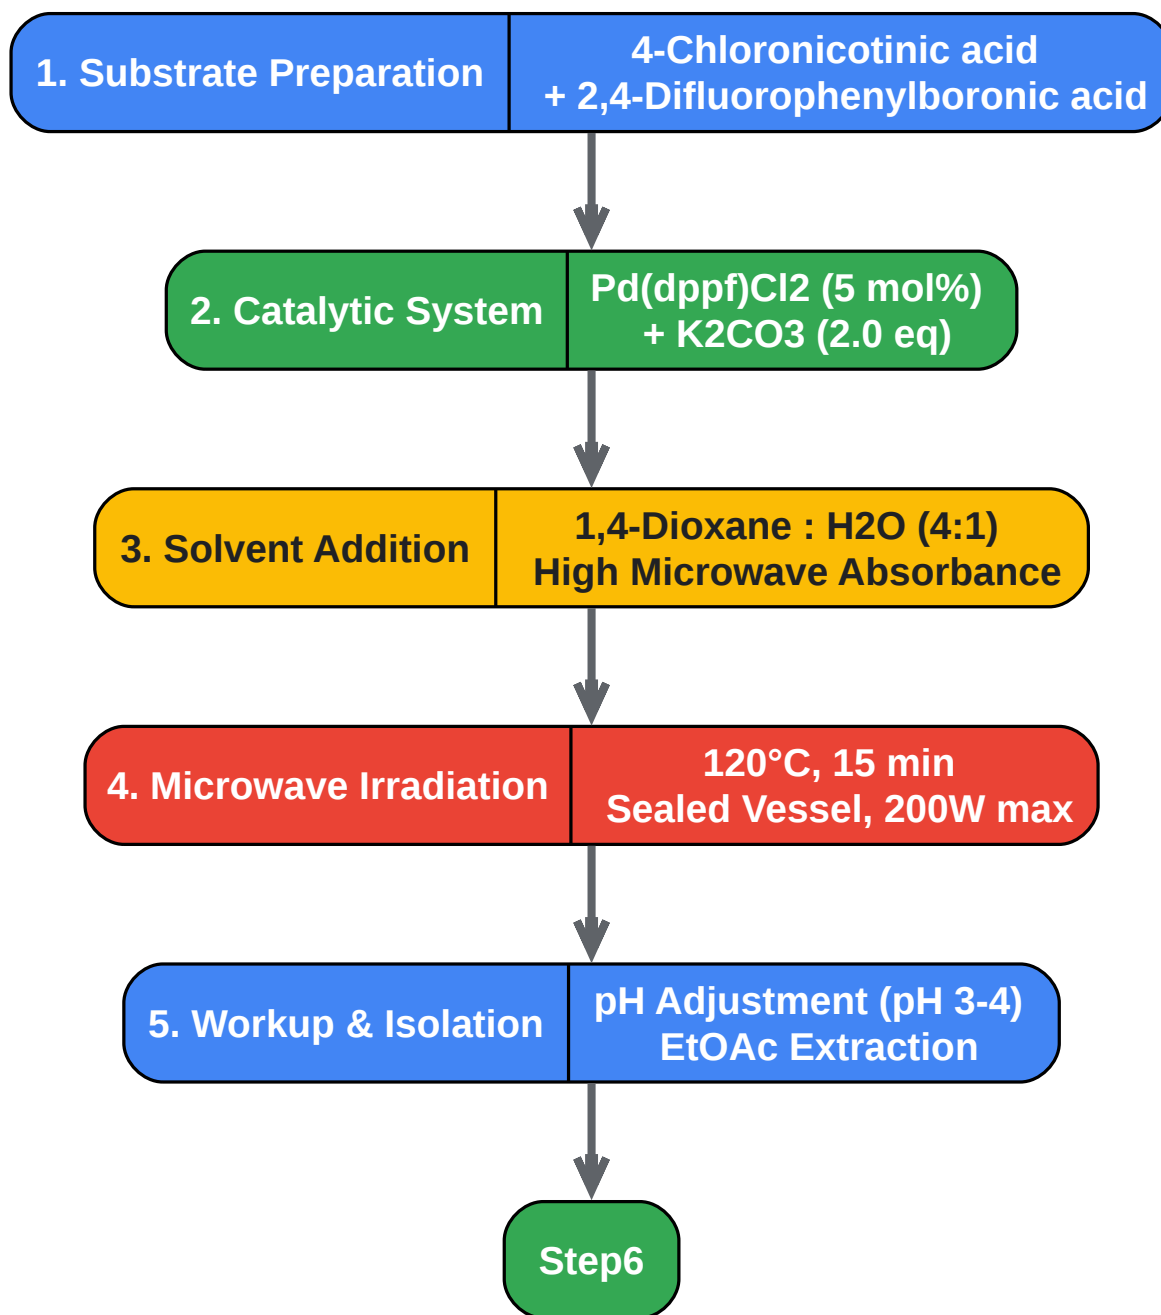 1. Substrate Preparation
4-Chloronicotinic acid
+ 2,4-Difluorophenylboronic acid
2. Catalytic System
Pd(dppf)Cl2 (5 mol%)
+ K2CO3 (2.0 eq)
3. Solvent Addition
1,4-Dioxane : H2O (4:1)
High Microwave Absorbance
4. Microwave Irradiation
120°C, 15 min
Sealed Vessel, 200W max
5. Workup & Isolation
pH Adjustment (pH 3-4)
EtOAc Extraction
Step6